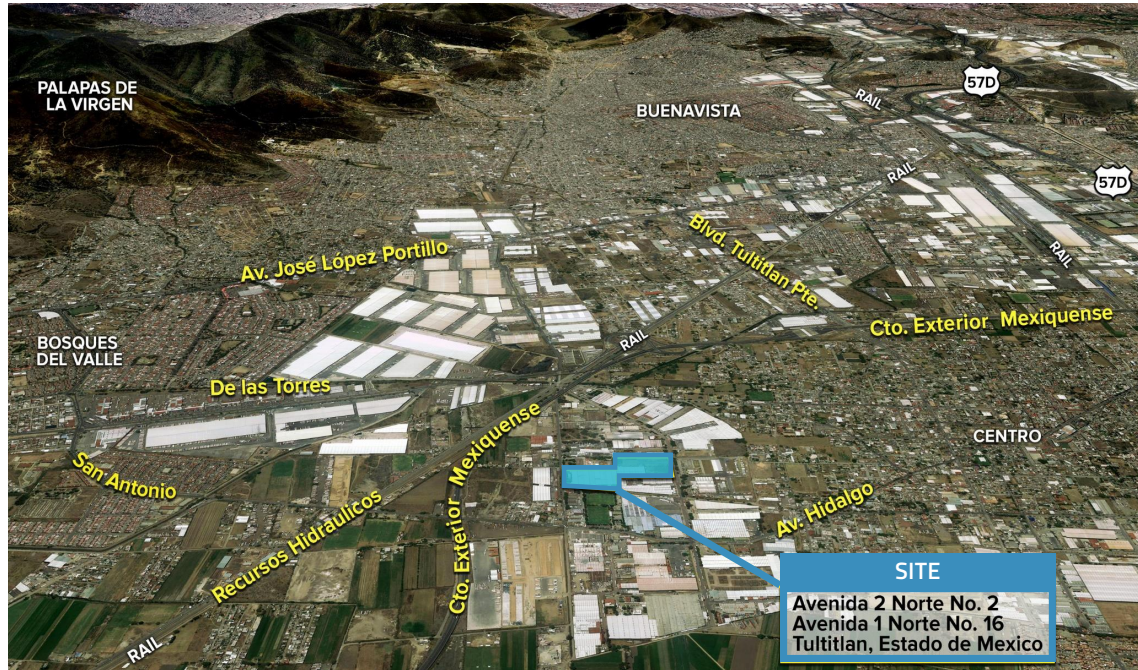 PALAPAS DE
LA VIRGEN
BUENAVISTA
RAIL
57D
RAIL
57D
Blvd. Tultitlan Pte.
Av. José López Portillo
RAIL
Cto. Exterior Mexiquense
RAIL
BOSQUES
DEL VALLE
De las Torres
Cto. Exterior Mexiquense
CENTRO
San Antonio
Recursos Hidráulicos
Av. Hidalgo
RAIL
SITE
Avenida 2 Norte No. 2
Avenida 1 Norte No. 16
Tultitlan, Estado de Mexico